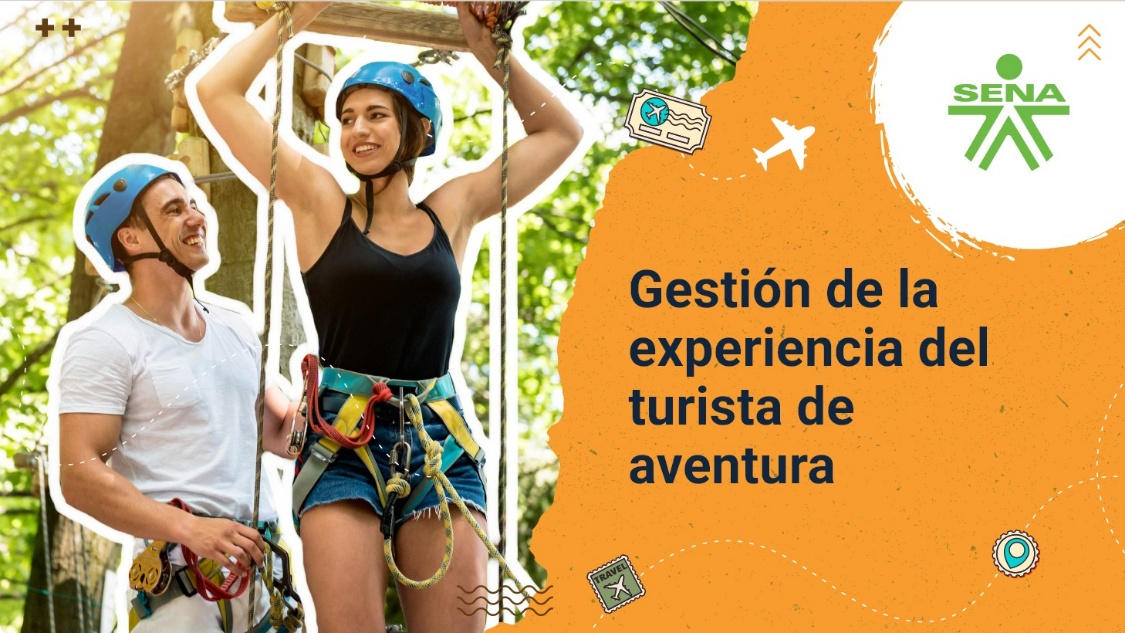 SENA
Gestión de la
experiencia del
turista de
aventura
TRAVEL